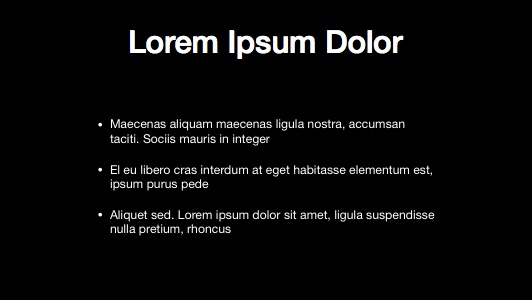 Lorem Ipsum Dolor
• Maecenas aliquam maecenas ligula nostra, accumsan
taciti. Sociis mauris in integer
• El eu libero cras interdum at eget habitasse elementum est,
ipsum purus pede
• Aliquet sed. Lorem ipsum dolor sit amet, ligula suspendisse
nulla pretium, rhoncus